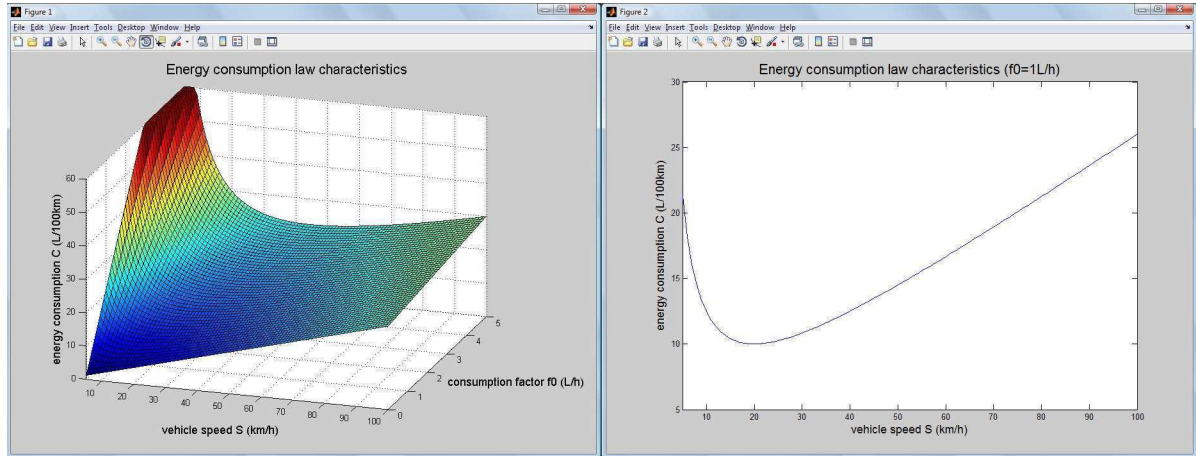 Figure 1
File Edit View Insert Tools Desktop Window Help
Energy consumption law characteristics
60
50
40
30
20
10
0
energy consumption C (L/100km)
10 20 30 40 50 60 70 80 90 100
vehicle speed S (km/h)
0
1
2
3
4
5
consumption factor f0 (L/h)
Figure 2
File Edit View Insert Tools Desktop Window Help
Energy consumption law characteristics (f0=1L/h)
30
25
20
15
10
5
energy consumption C (L/100km)
10 20 30 40 50 60 70 80 90 100
vehicle speed S (km/h)